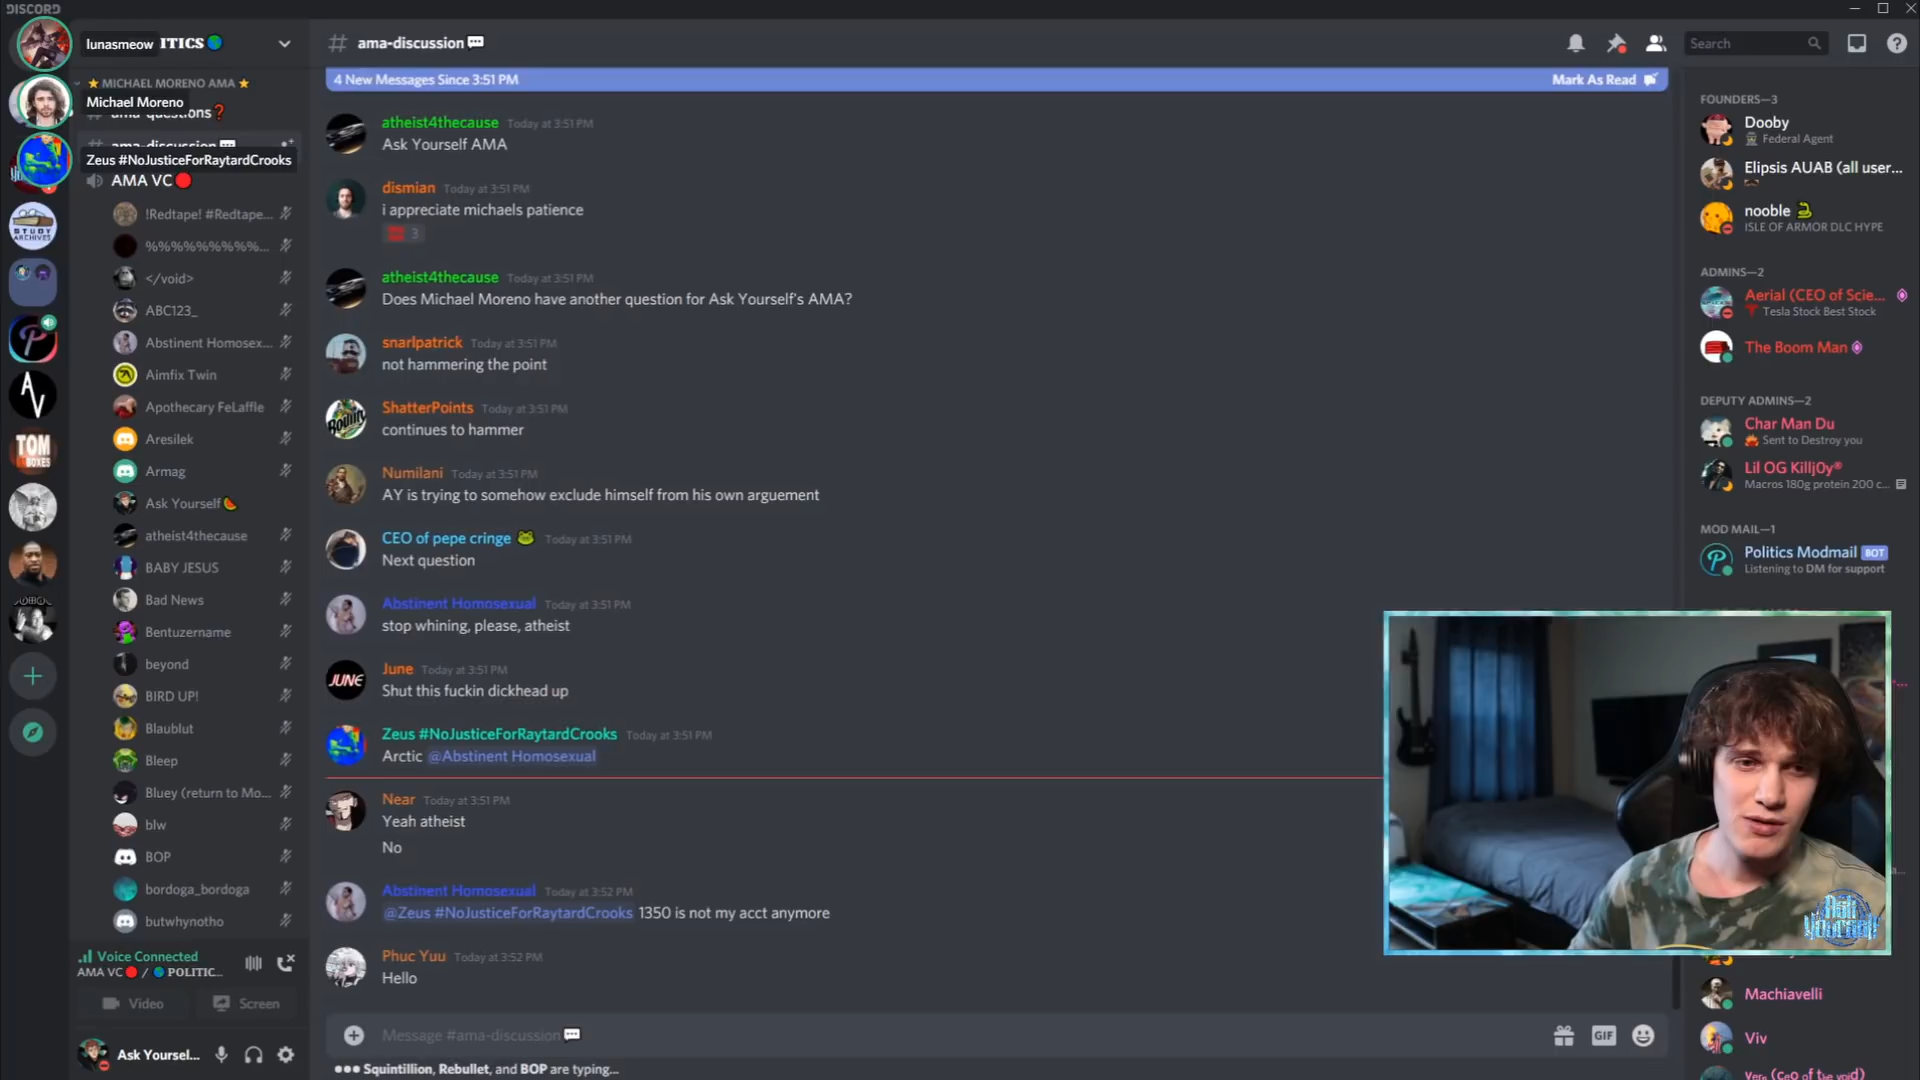 DISCORD
lunasmeow
ITICS
MICHAEL MORENO AMA
Michael Moreno
ama-questions
ama-discussion
Zeus #NoJusticeForRaytardCrooks
AMA VC
!Redtape! #Redtape...
%%%%%%%%%%...
</void>
ABC123_
Abstinent Homosex...
Aimfix Twin
Apothecary FeLaffle
Aresilek
Armag
Ask Yourself
atheist4thecause
BABY JESUS
Bad News
Bentuzername
beyond
BIRD UP!
Blaublut
Bleep
Bluey (return to Mo...
blw
BOP
bordoga_bordoga
butwhynotho
Voice Connected
AMA VC / POLITIC...
Video
Screen
Ask Yoursel...
STUDY
ARCHIVES
TOM
BOXES
# ama-discussion
Search
4 New Messages Since 3:51 PM
Mark As Read
atheist4thecause Today at 3:51 PM
Ask Yourself AMA
dismian Today at 3:51 PM
i appreciate michaels patience
3
atheist4thecause Today at 3:51 PM
Does Michael Moreno have another question for Ask Yourself's AMA?
snarlpatrick Today at 3:51 PM
not hammering the point
ShatterPoints Today at 3:51 PM
continues to hammer
Numilani Today at 3:51 PM
AY is trying to somehow exclude himself from his own arguement
CEO of pepe cringe Today at 3:51 PM
Next question
Abstinent Homosexual Today at 3:51 PM
stop whining, please, atheist
June Today at 3:51 PM
JUNE
Shut this fuckin dickhead up
Zeus #NoJusticeForRaytardCrooks Today at 3:51 PM
Arctic @Abstinent Homosexual
Near Today at 3:51 PM
Yeah atheist
No
Abstinent Homosexual Today at 3:52 PM
@Zeus #NoJusticeForRaytardCrooks 1350 is not my acct anymore
Phuc Yuu Today at 3:52 PM
Hello
Message #ama-discussion
GIF
Squintillion, Rebullet, and BOP are typing...
FOUNDERS—3
Dooby
Federal Agent
Elipsis AUAB (all user...
nooble
ISLE OF ARMOR DLC HYPE
ADMINS—2
Aerial (CEO of Scie...
Tesla Stock Best Stock
The Boom Man
DEPUTY ADMINS—2
Char Man Du
Sent to Destroy you
Lil OG Killj0y®
Macros 180g protein 200 c...
MOD MAIL—1
Politics Modmail BOT
Listening to DM for support
Ask
Yourself
Machiavelli
Viv
Vera (CEO of the void)